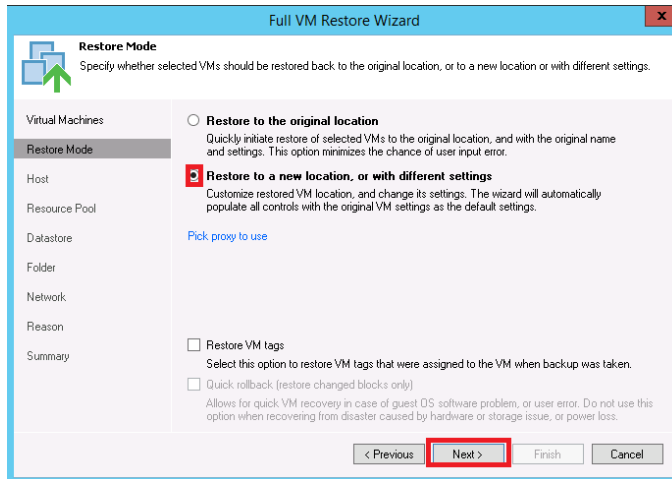 Full VM Restore Wizard
x
Restore Mode
Specify whether selected VMs should be restored back to the original location, or to a new location or with different settings.
Virtual Machines
Restore Mode
Host
Resource Pool
Datastore
Folder
Network
Reason
Summary
Restore to the original location
Quickly initiate restore of selected VMs to the original location, and with the original name
and settings. This option minimizes the chance of user input error.
Restore to a new location, or with different settings
Customize restored VM location, and change its settings. The wizard will automatically
populate all controls with the original VM settings as the default settings.
Pick proxy to use
Restore VM tags
Select this option to restore VM tags that were assigned to the VM when backup was taken.
Quick rollback (restore changed blocks only)
Allows for quick VM recovery in case of guest OS software problem, or user error. Do not use this
option when recovering from disaster caused by hardware or storage issue, or power loss.
< Previous
Next >
Finish
Cancel